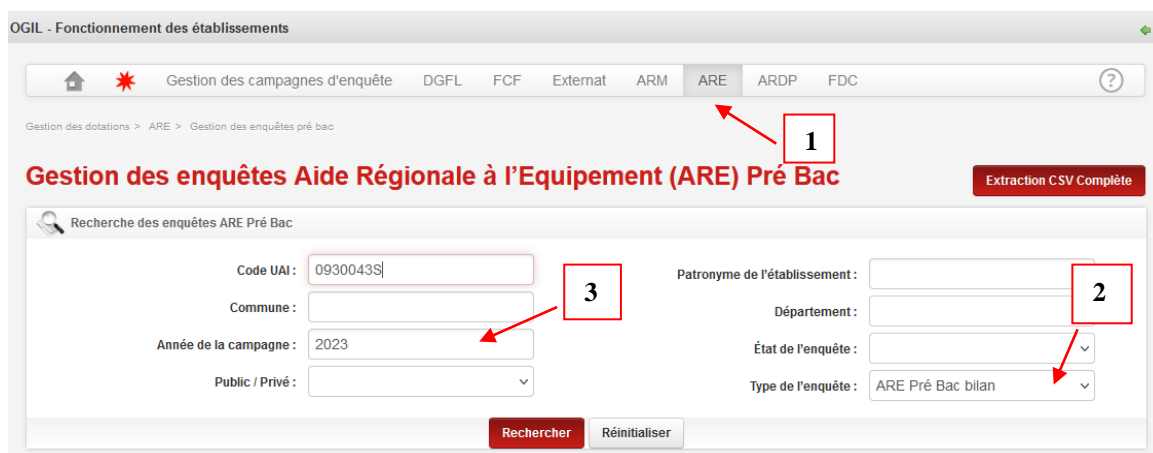 OGIL - Fonctionnement des établissements
Gestion des campagnes d'enquête DGFL FCF Externat ARM ARE ARDP FDC ?
Gestion des dotations > ARE > Gestion des enquêtes pré bac
1
Gestion des enquêtes Aide Régionale à l'Equipement (ARE) Pré Bac
Extraction CSV Complète
Recherche des enquêtes ARE Pré Bac
Code UAI : 0930043S Patronyme de l'établissement :
3 2
Commune : Département :
Année de la campagne : 2023 État de l'enquête :
Public / Privé : Type de l'enquête : ARE Pré Bac bilan
Rechercher Réinitialiser